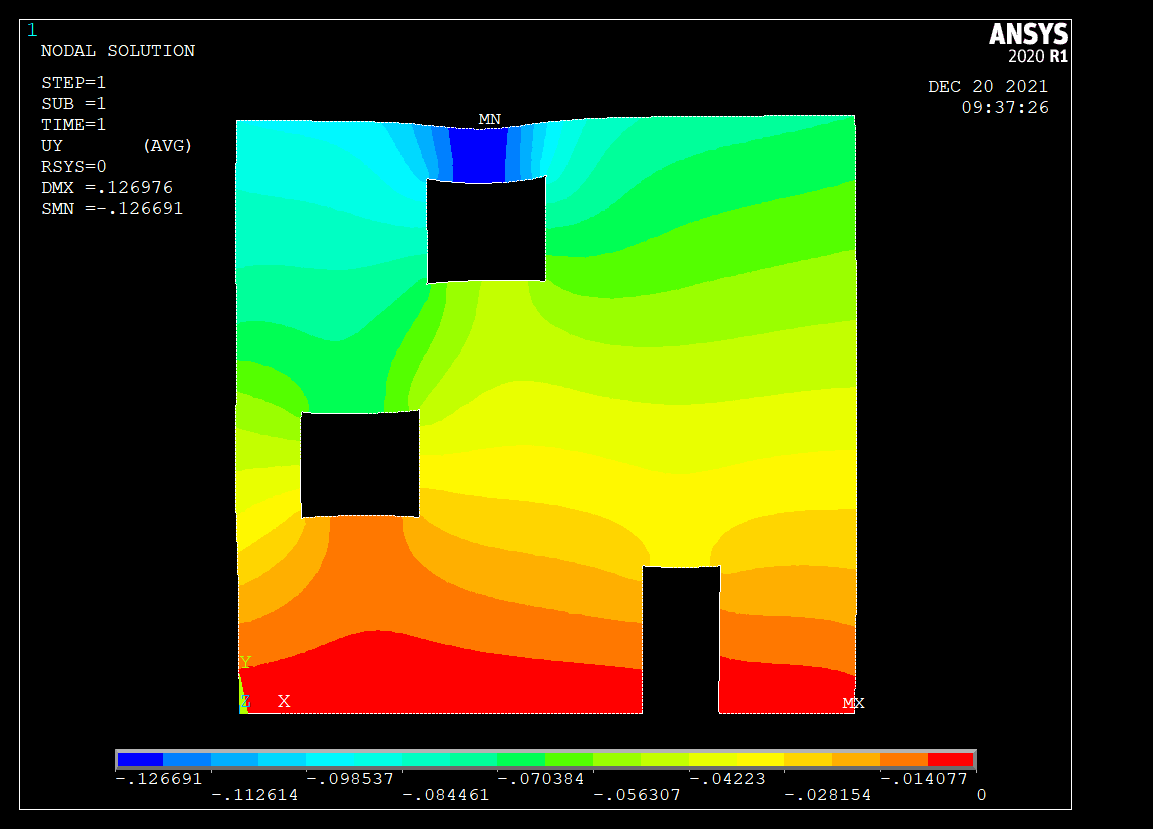 1
ANSYS
2020 R1
NODAL SOLUTION
STEP=1
SUB =1
TIME=1
UY (AVG)
RSYS=0
DMX =.126976
SMN =-.126691
DEC 20 2021
09:37:26
MN
Y
Z X
MX
-.126691 -.098537 -.070384 -.04223 -.014077
-.112614 -.084461 -.056307 -.028154 0